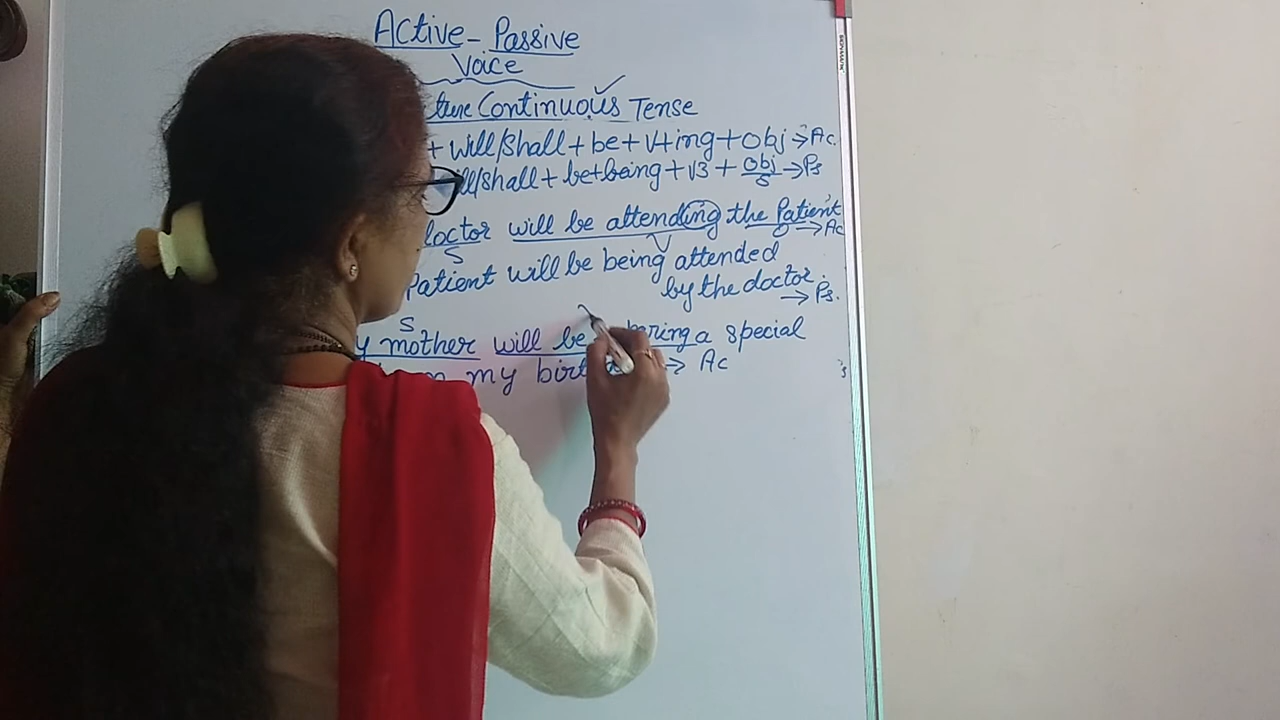 Active - Passive
Voice
Continuous Tense
+ will/shall + be + V+ing + Obj → Ac.
/shall + be + being + V3 + Obj → Ps
S
doctor will be attending the Patient
S V O → Ac
Patient will be being attended
by the doctor
→ Ps.
S
mother will be a special
my → Ac